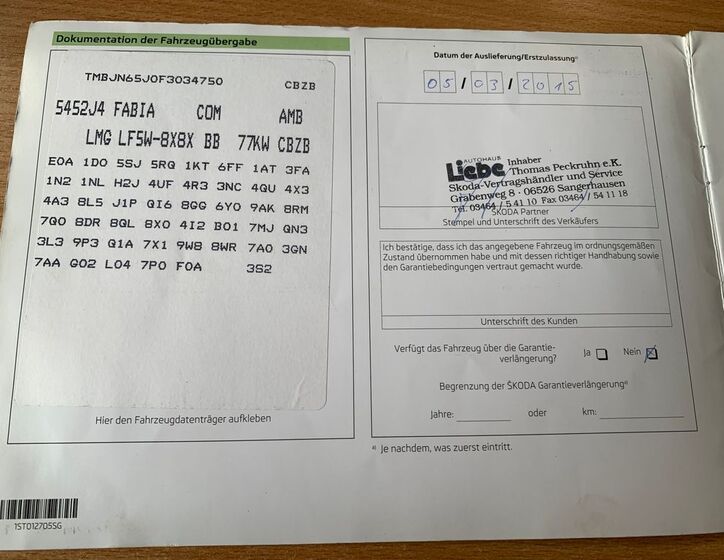 Dokumentation der Fahrzeugübergabe
TMBJN65J0F3034750
CBZB
5452J4 FABIA COM AMB
LMG LF5W-8X8X BB 77KW CBZB
E0A 1D0 5SJ 5RQ 1KT 6FF 1AT 3FA
1N2 1NL H2J 4UF 4R3 3NC 4QU 4X3
4A3 8L5 J1P QI6 8GG 6Y0 9AK 8RM
7G0 8DR 8GL 8X0 4I2 B01 7MJ QN3
3L3 9P3 Q1A 7X1 9W8 8WR 7A0 3GN
7AA G02 L04 7P0 F0A 3S2
Hier den Fahrzeugdatenträger aufkleben
1ST012705SG
Datum der Auslieferung/Erstzulassung
05/03/2015
AUTOHAUS
Liebe Inhaber
Thomas Peckruhn e.K.
Skoda-Vertragshändler und Service
Grabenweg 8 · 06526 Sangerhausen
Tel. 03464 / 5 41 10 Fax 03464 / 54 11 18
ŠKODA Partner
Stempel und Unterschrift des Verkäufers
Ich bestätige, dass ich das angegebene Fahrzeug im ordnungsgemäßen
Zustand übernommen habe und mit dessen richtiger Handhabung sowie
den Garantiebedingungen vertraut gemacht wurde.
Unterschrift des Kunden
Verfügt das Fahrzeug über die Garantie-
verlängerung? Ja Nein
Begrenzung der ŠKODA Garantieverlängerung
Jahre: oder km:
Je nachdem, was zuerst eintritt.